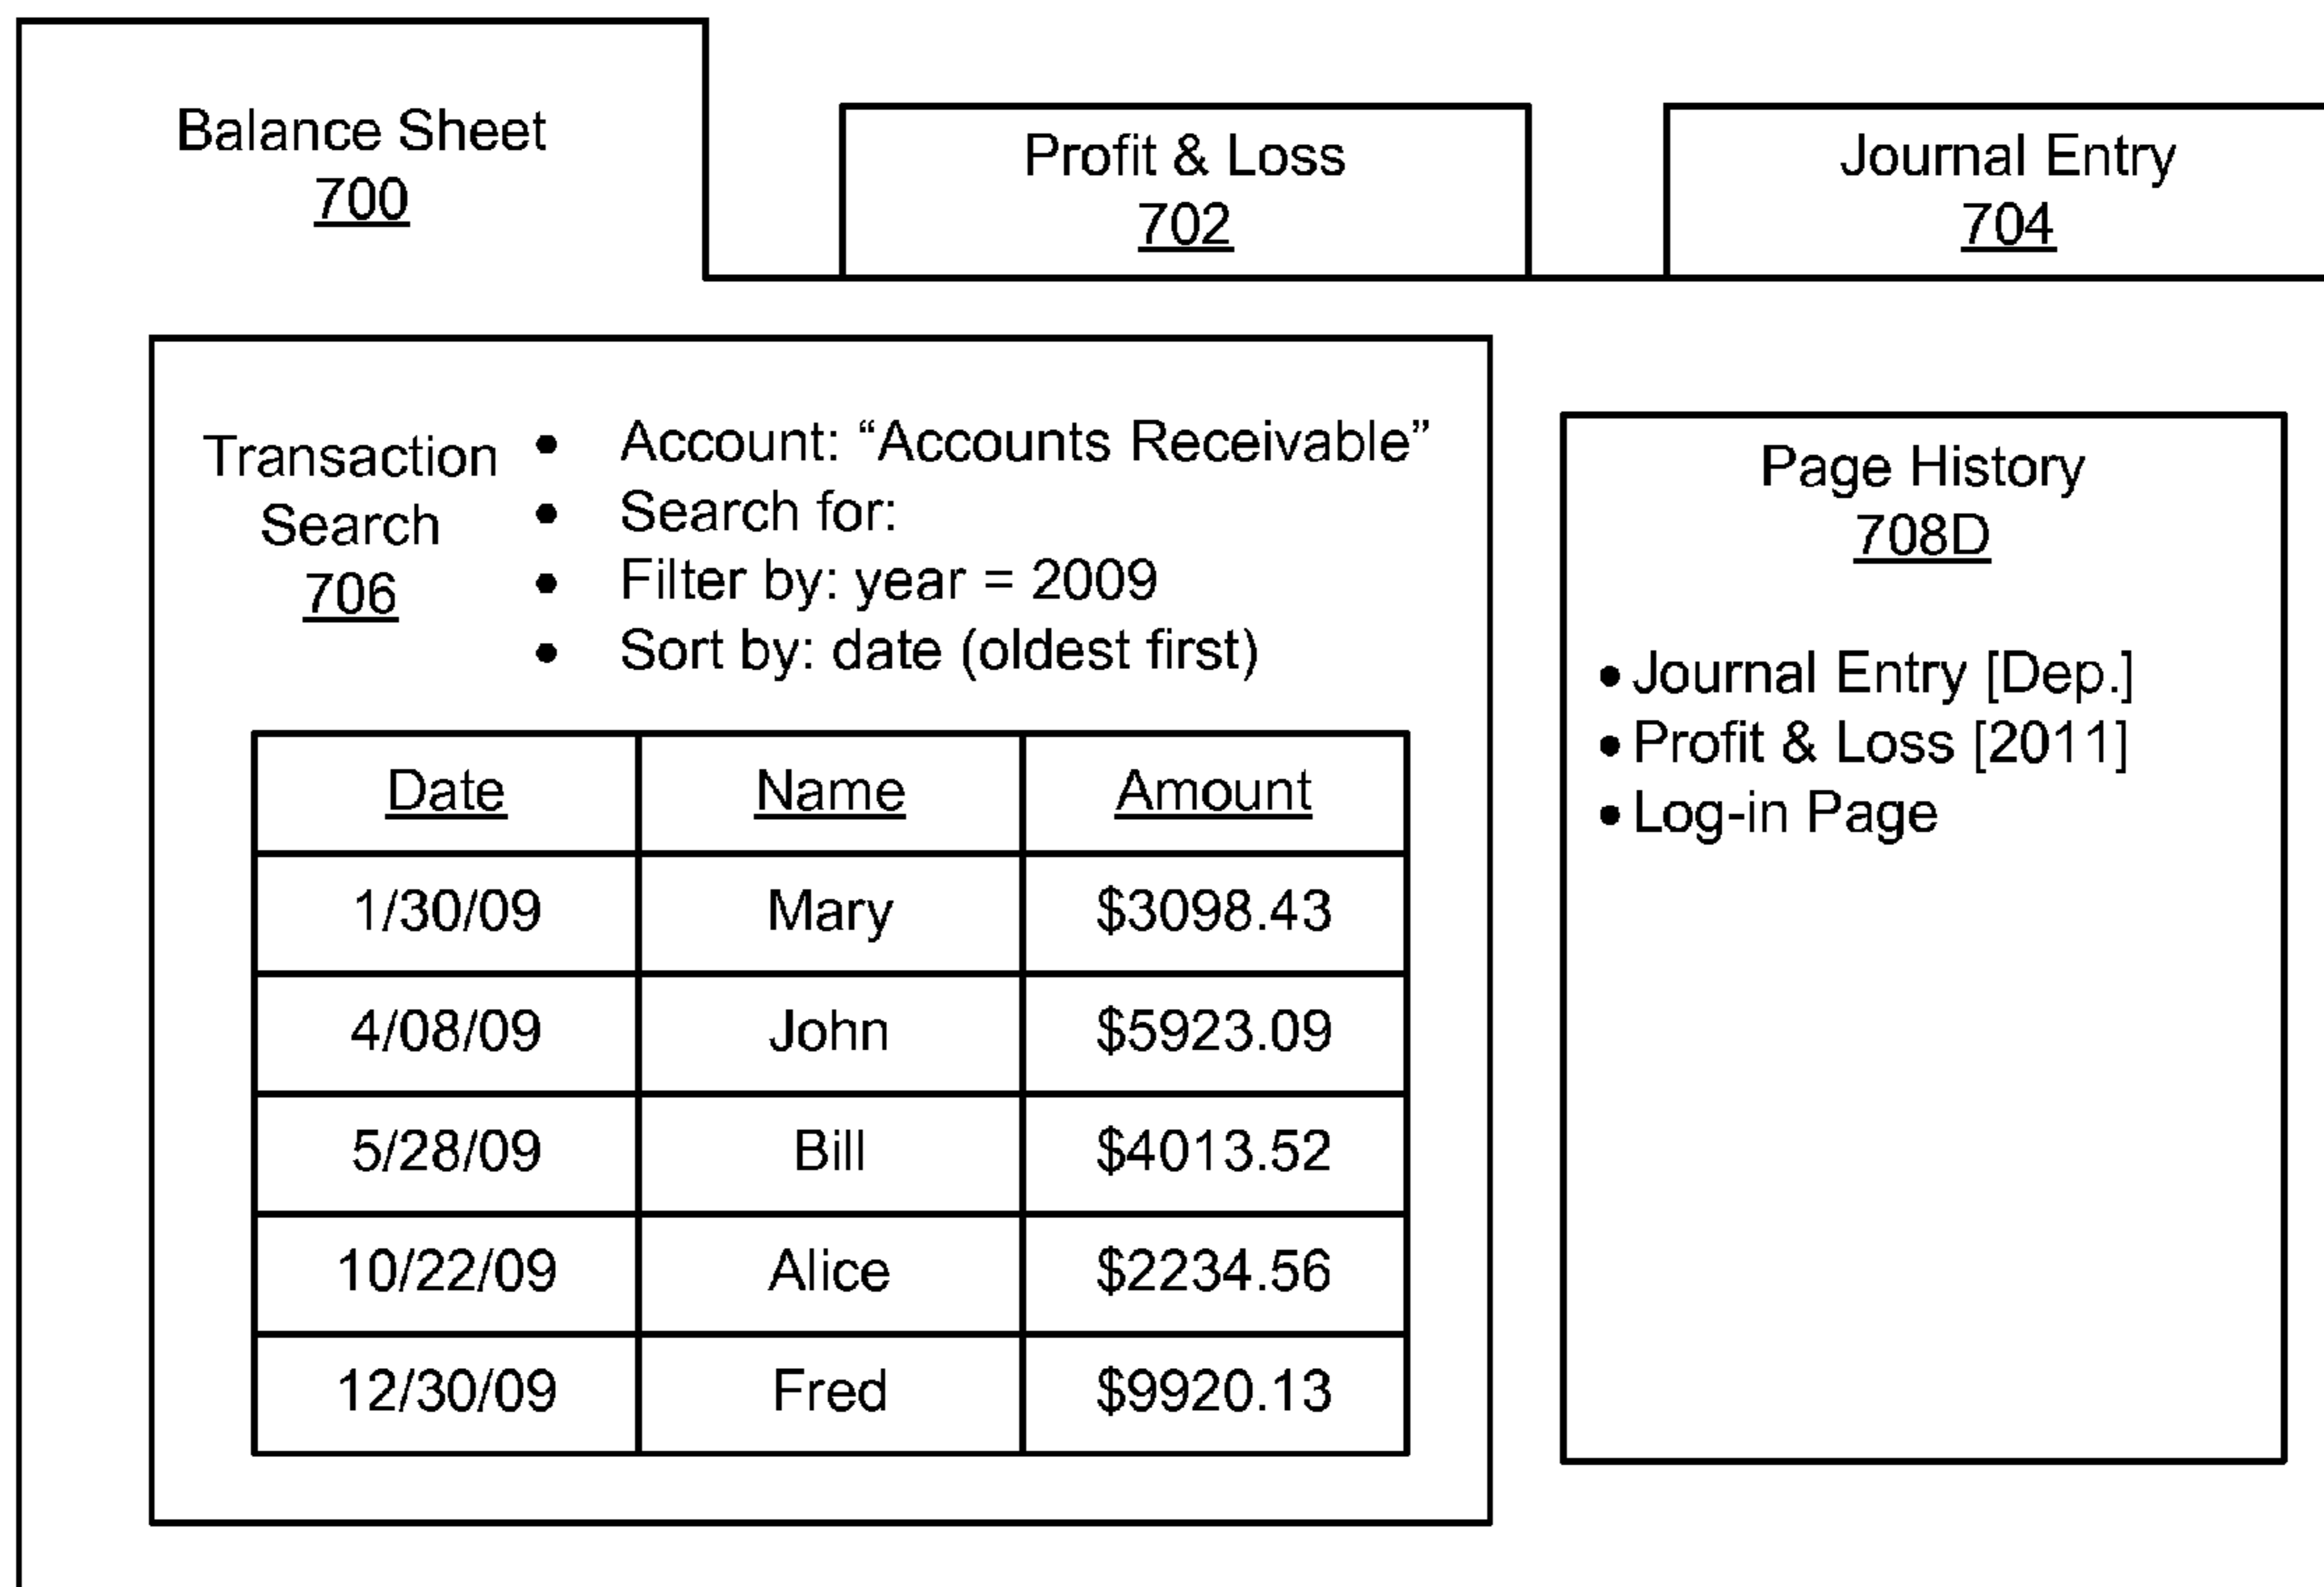 Balance Sheet
700
Profit & Loss
702
Journal Entry
704
Transaction
Search
706
• Account: “Accounts Receivable”
• Search for:
• Filter by: year = 2009
• Sort by: date (oldest first)
Date Name Amount
1/30/09 Mary $3098.43
4/08/09 John $5923.09
5/28/09 Bill $4013.52
10/22/09 Alice $2234.56
12/30/09 Fred $9920.13
Page History
708D
• Journal Entry [Dep.]
• Profit & Loss [2011]
• Log-in Page